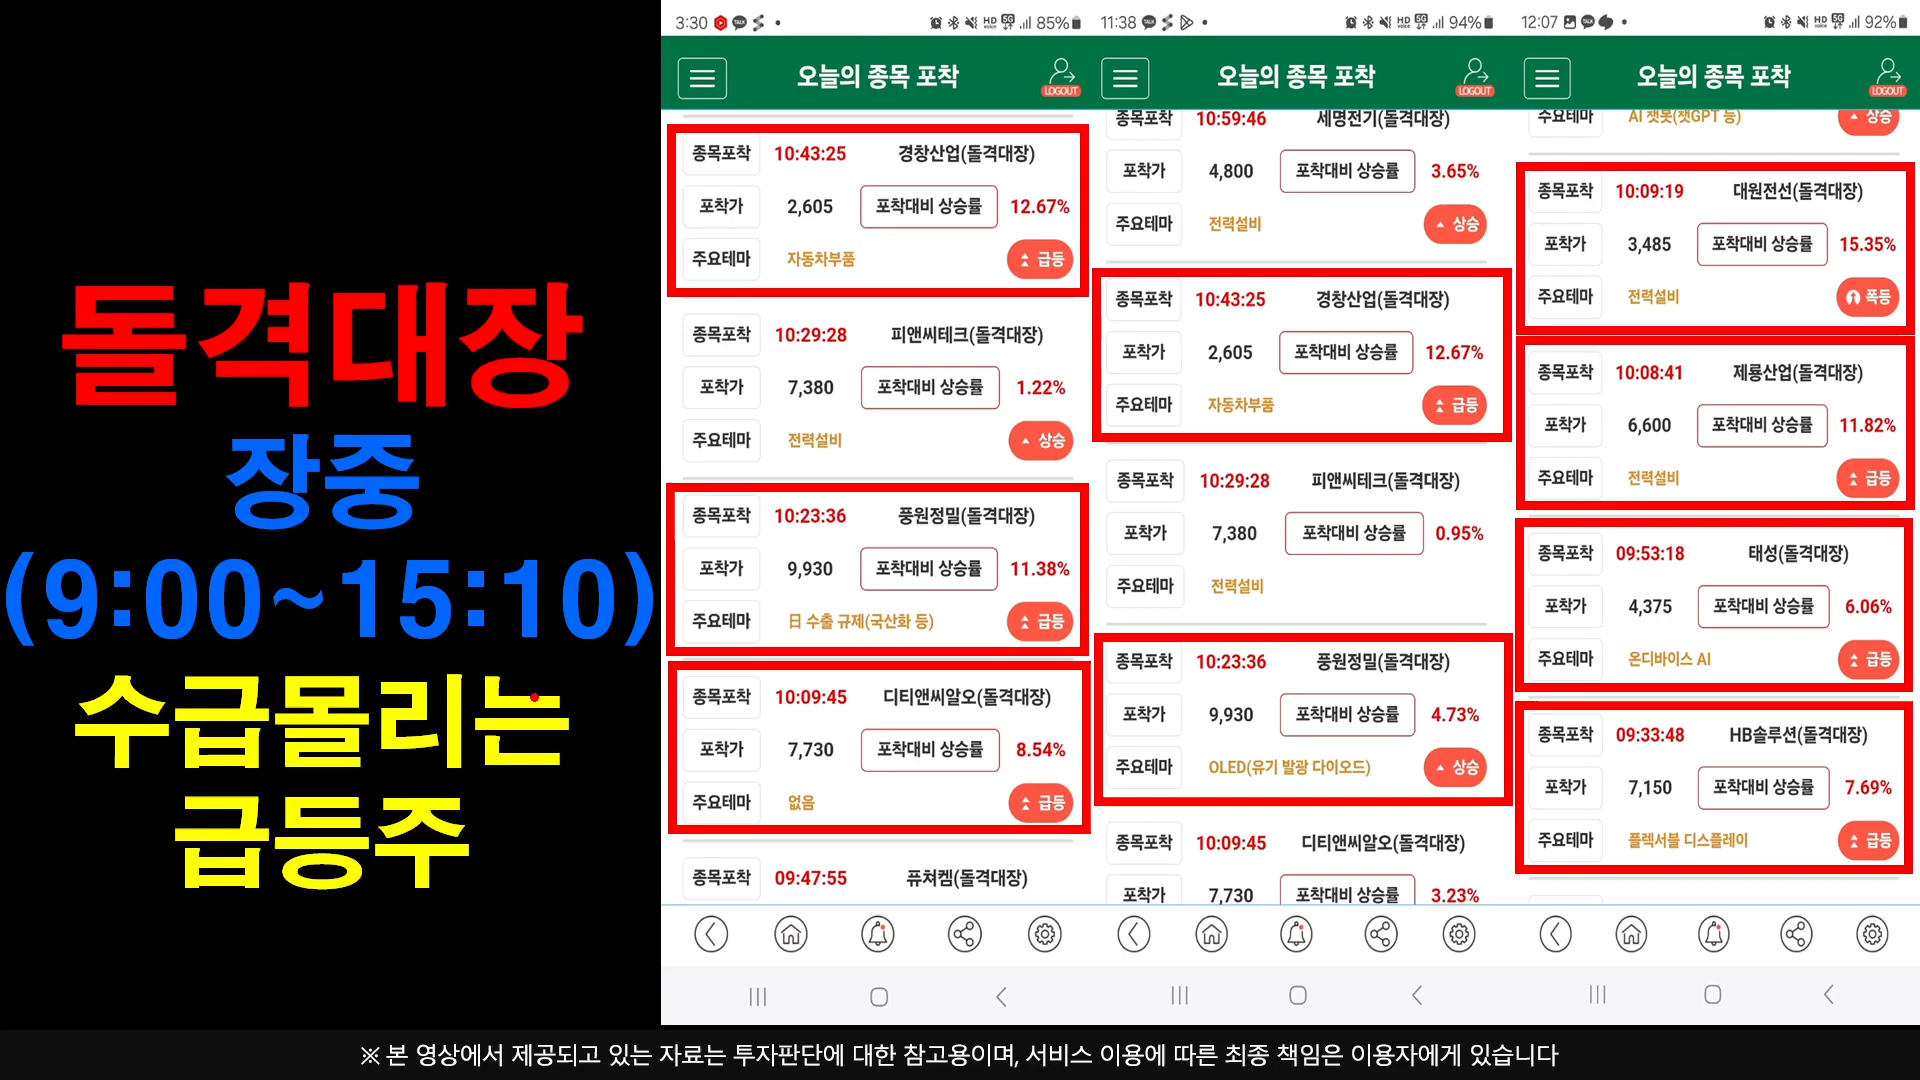 돌격대장
장중
(9:00~15:10)
수급몰리는
급등주
3:30 85%
오늘의 종목 포착
LOGOUT
종목포착 10:43:25 경창산업(돌격대장)
포착가 2,605 포착대비 상승률 12.67%
주요테마 자동차부품 급등
종목포착 10:29:28 피앤씨테크(돌격대장)
포착가 7,380 포착대비 상승률 1.22%
주요테마 전력설비 상승
종목포착 10:23:36 풍원정밀(돌격대장)
포착가 9,930 포착대비 상승률 11.38%
주요테마 日 수출 규제(국산화 등) 급등
종목포착 10:09:45 디티앤씨알오(돌격대장)
포착가 7,730 포착대비 상승률 8.54%
주요테마 없음 급등
종목포착 09:47:55 퓨쳐켐(돌격대장)
11:38 94%
오늘의 종목 포착
LOGOUT
종목포착 10:59:46 세명전기(돌격대장)
포착가 4,800 포착대비 상승률 3.65%
주요테마 전력설비 상승
종목포착 10:43:25 경창산업(돌격대장)
포착가 2,605 포착대비 상승률 12.67%
주요테마 자동차부품 급등
종목포착 10:29:28 피앤씨테크(돌격대장)
포착가 7,380 포착대비 상승률 0.95%
주요테마 전력설비
종목포착 10:23:36 풍원정밀(돌격대장)
포착가 9,930 포착대비 상승률 4.73%
주요테마 OLED(유기 발광 다이오드) 상승
종목포착 10:09:45 디티앤씨알오(돌격대장)
포착가 7,730 포착대비 상승률 3.23%
12:07 92%
오늘의 종목 포착
LOGOUT
주요테마 AI 챗봇(챗GPT 등) 상승
종목포착 10:09:19 대원전선(돌격대장)
포착가 3,485 포착대비 상승률 15.35%
주요테마 전력설비 폭등
종목포착 10:08:41 제룡산업(돌격대장)
포착가 6,600 포착대비 상승률 11.82%
주요테마 전력설비 급등
종목포착 09:53:18 태성(돌격대장)
포착가 4,375 포착대비 상승률 6.06%
주요테마 온디바이스 AI 급등
종목포착 09:33:48 HB솔루션(돌격대장)
포착가 7,150 포착대비 상승률 7.69%
주요테마 플렉서블 디스플레이 급등
※ 본 영상에서 제공되고 있는 자료는 투자판단에 대한 참고용이며, 서비스 이용에 따른 최종 책임은 이용자에게 있습니다